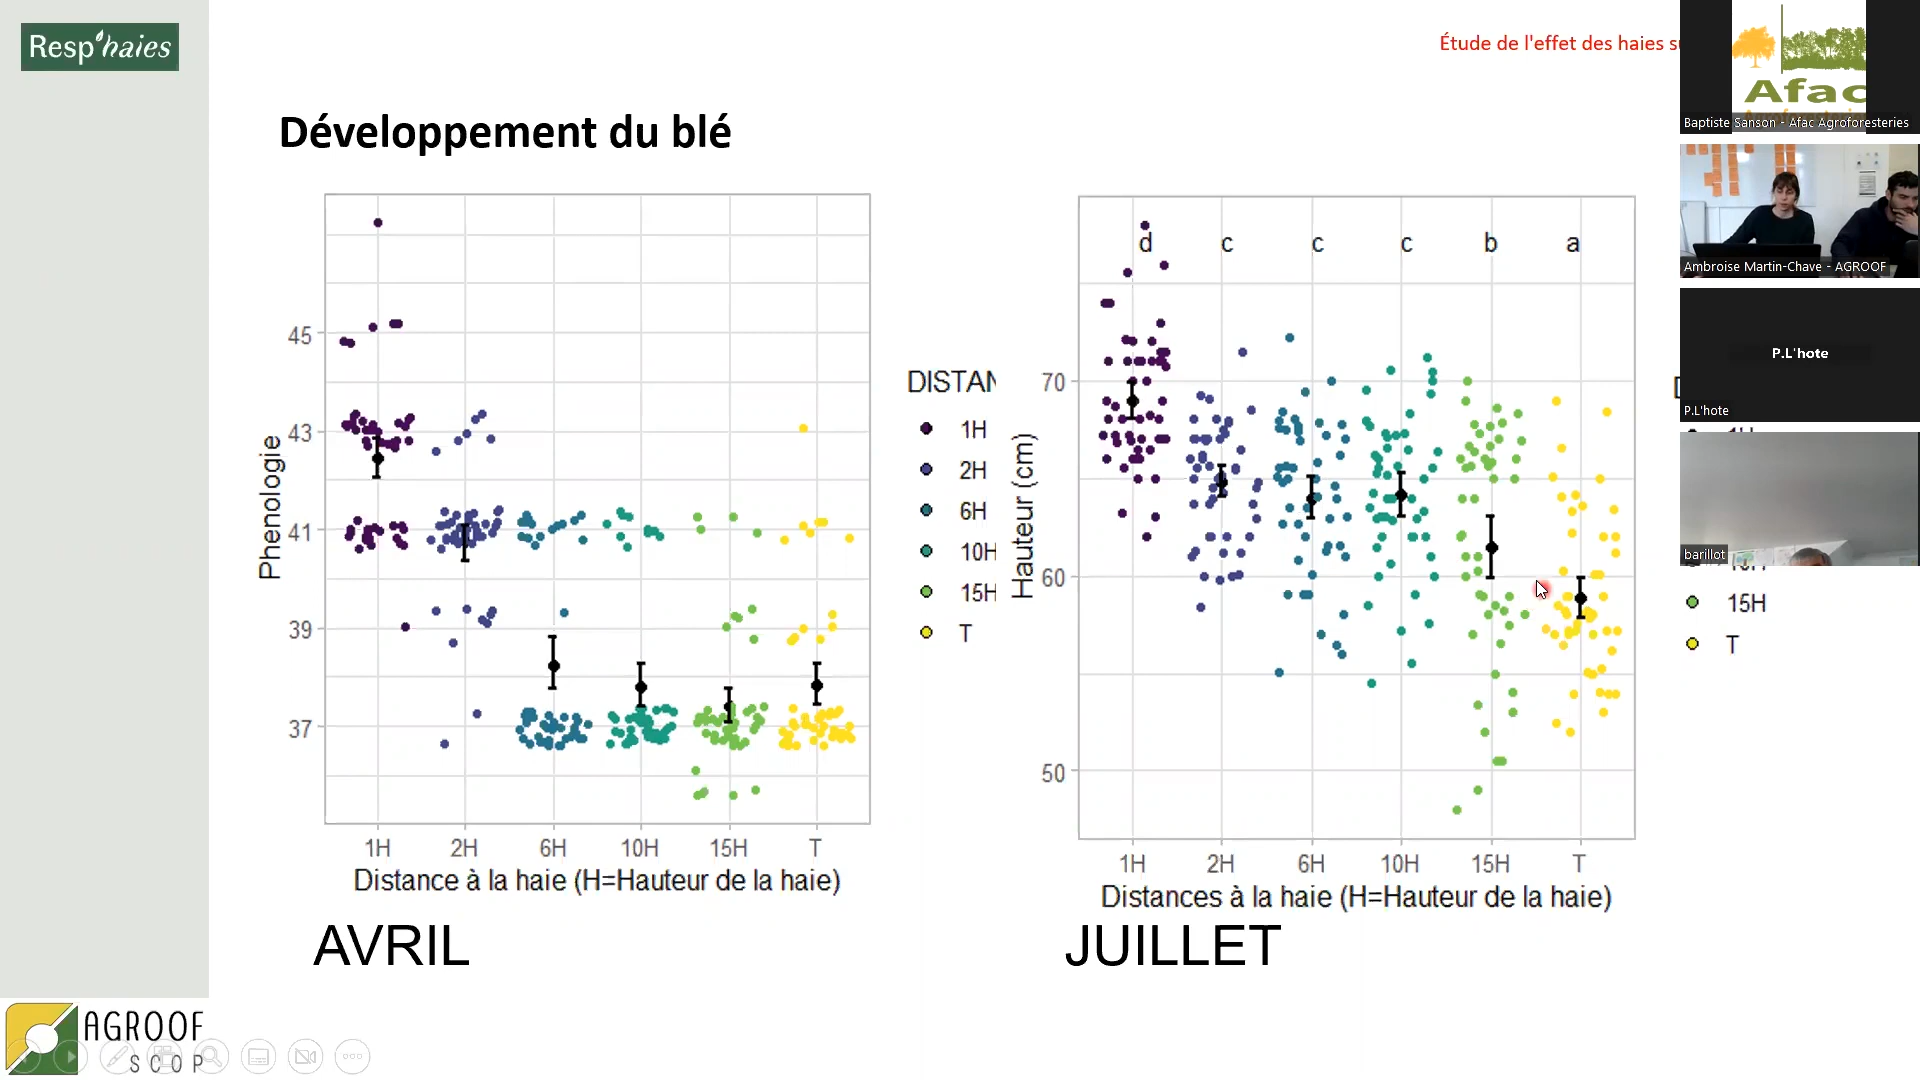 Resp'haies
Étude de l'effet des haies
Développement du blé
Phenologie
45
43
41
39
37
1H
2H
6H
10H
15H
T
Distance à la haie (H=Hauteur de la haie)
AVRIL
DISTAN
1H
2H
6H
10H
15H
T
Hauteur (cm)
70
60
50
d
c
c
c
b
a
1H
2H
6H
10H
15H
T
Distances à la haie (H=Hauteur de la haie)
JUILLET
15H
T
Afac
Baptiste Sanson - Afac Agroforesteries
Ambroise Martin-Chave - AGROOF
P.L'hote
P.L'hote
barillot
AGROOF
SCOP